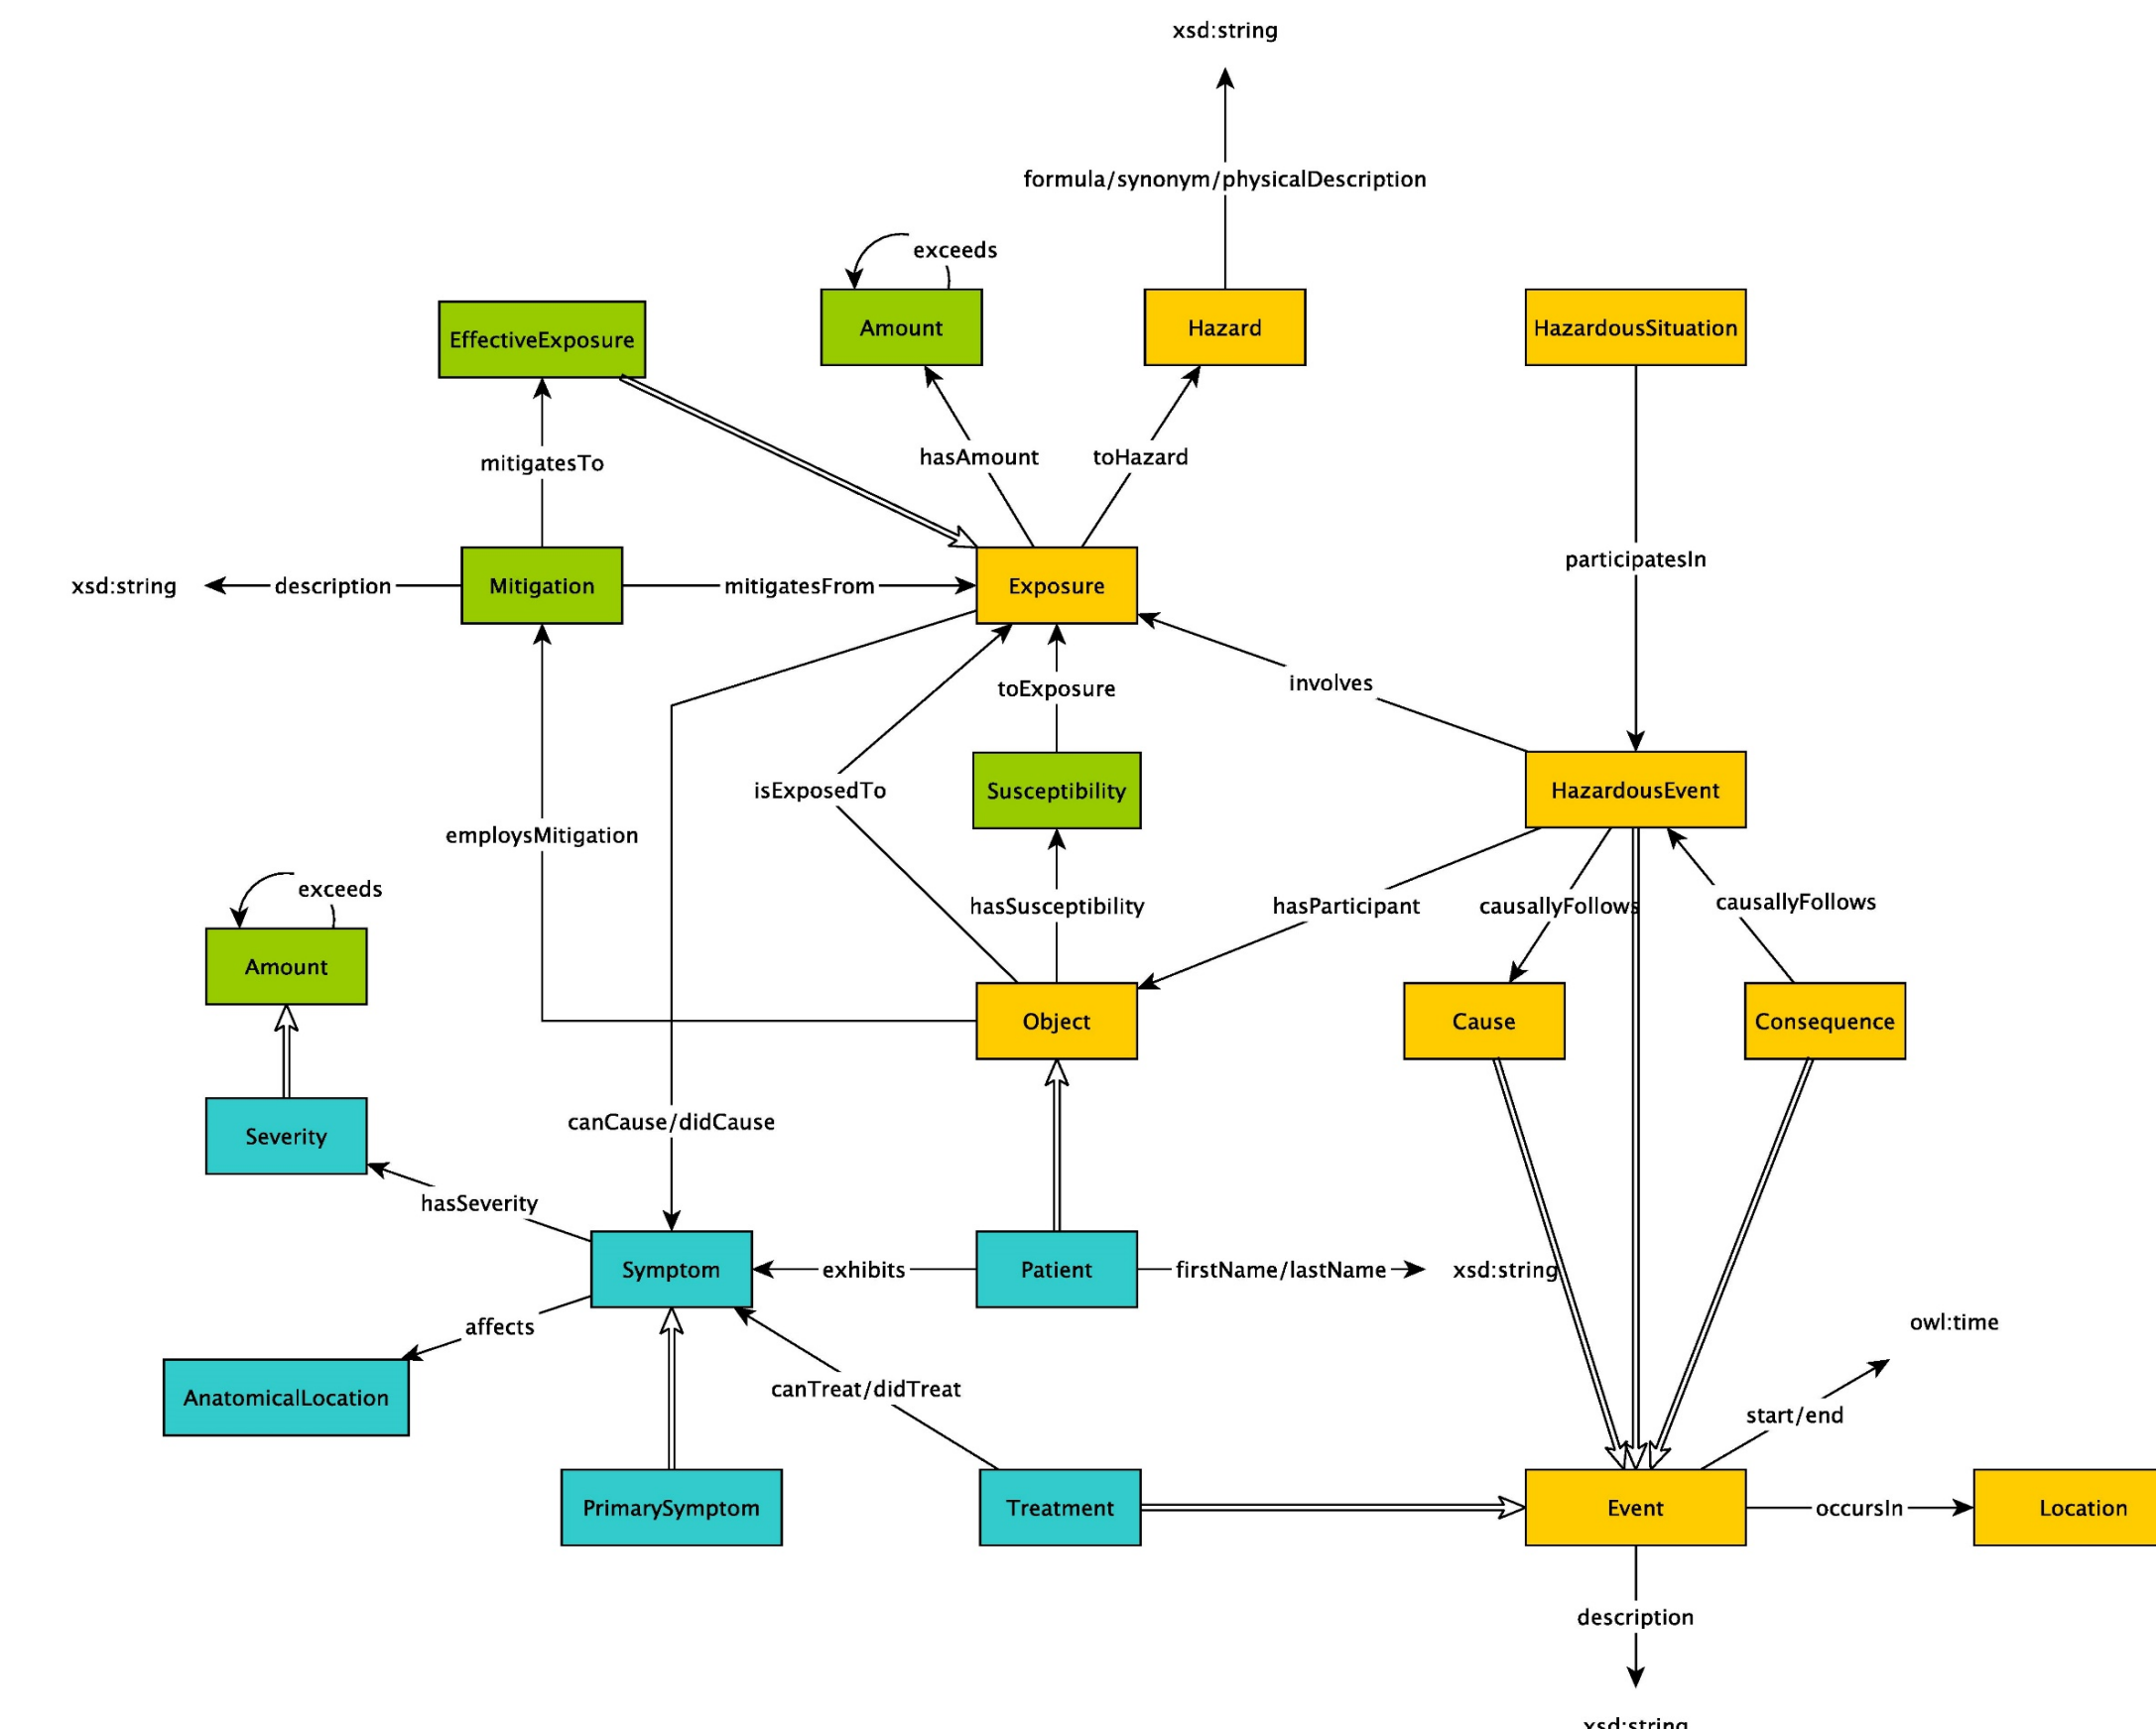 xsd:string
formula/synonym/physicalDescription
exceeds
EffectiveExposure
Amount
Hazard
HazardousSituation
mitigatesTo
hasAmount
toHazard
participatesIn
xsd:string
description
Mitigation
mitigatesFrom
Exposure
toExposure
involves
isExposedTo
Susceptibility
HazardousEvent
employsMitigation
exceeds
hasSusceptibility
hasParticipant
causallyFollows
causallyFollows
Amount
Object
Cause
Consequence
canCause/didCause
Severity
hasSeverity
Symptom
exhibits
Patient
firstName/lastName
xsd:string
affects
owl:time
AnatomicalLocation
canTreat/didTreat
start/end
PrimarySymptom
Treatment
Event
occursIn
Location
description
xsd:string